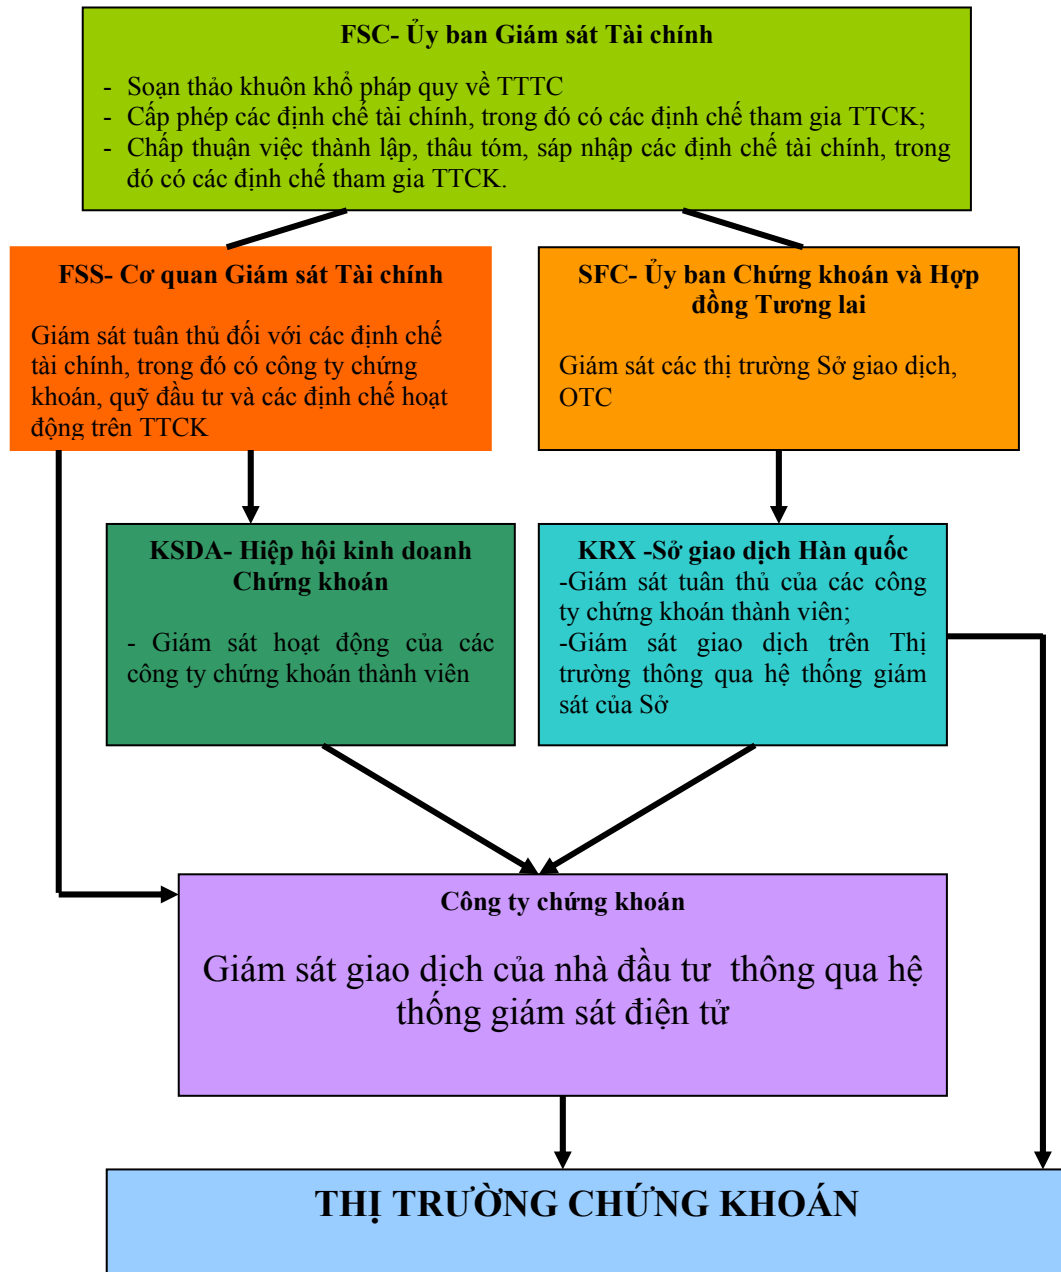 FSC- Ủy ban Giám sát Tài chính
- Soạn thảo khuôn khổ pháp quy về TTTC
- Cấp phép các định chế tài chính, trong đó có các định chế tham gia TTCK;
- Chấp thuận việc thành lập, thâu tóm, sáp nhập các định chế tài chính, trong
đó có các định chế tham gia TTCK.
FSS- Cơ quan Giám sát Tài chính
Giám sát tuân thủ đối với các định chế
tài chính, trong đó có công ty chứng
khoán, quỹ đầu tư và các định chế hoạt
động trên TTCK
SFC- Ủy ban Chứng khoán và Hợp
đồng Tương lai
Giám sát các thị trường Sở giao dịch,
OTC
KSDA- Hiệp hội kinh doanh
Chứng khoán
- Giám sát hoạt động của các
công ty chứng khoán thành viên
KRX -Sở giao dịch Hàn quốc
-Giám sát tuân thủ của các công
ty chứng khoán thành viên;
-Giám sát giao dịch trên Thị
trường thông qua hệ thống giám
sát của Sở
Công ty chứng khoán
Giám sát giao dịch của nhà đầu tư thông qua hệ
thống giám sát điện tử
THỊ TRƯỜNG CHỨNG KHOÁN